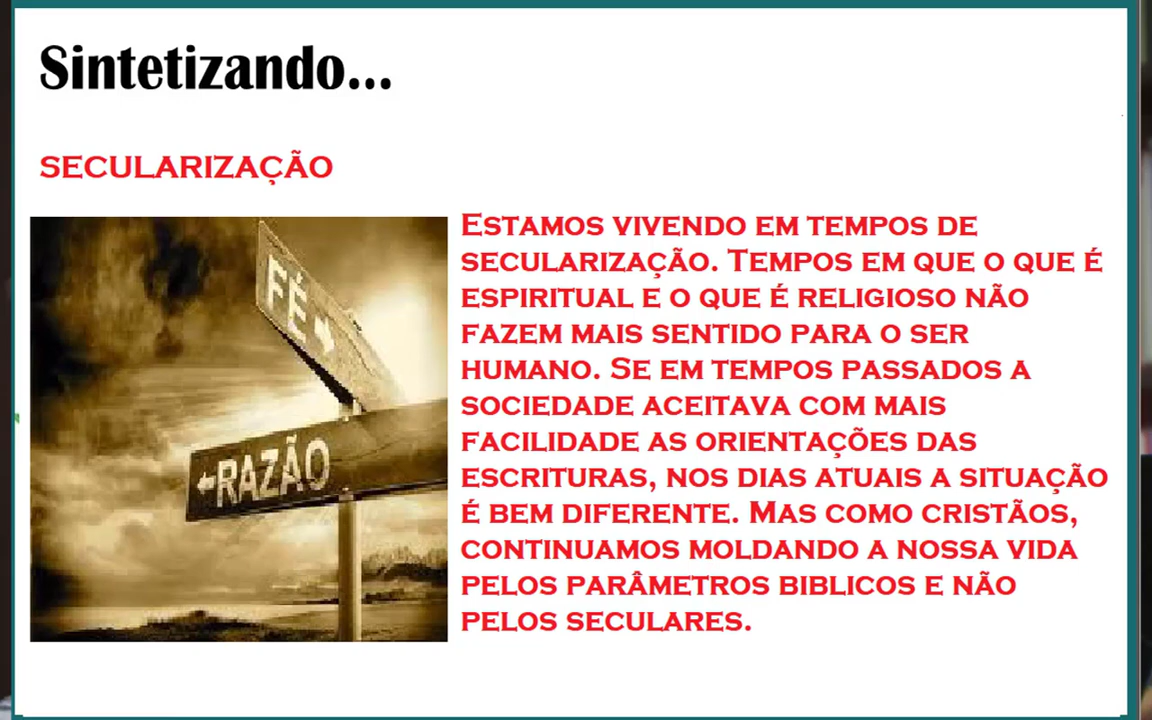 Sintetizando...
SECULARIZAÇÃO
ESTAMOS VIVENDO EM TEMPOS DE
SECULARIZAÇÃO. TEMPOS EM QUE O QUE É
ESPIRITUAL E O QUE É RELIGIOSO NÃO
FAZEM MAIS SENTIDO PARA O SER
HUMANO. SE EM TEMPOS PASSADOS A
SOCIEDADE ACEITAVA COM MAIS
FACILIDADE AS ORIENTAÇÕES DAS
ESCRITURAS, NOS DIAS ATUAIS A SITUAÇÃO
É BEM DIFERENTE. MAS COMO CRISTÃOS,
CONTINUAMOS MOLDANDO A NOSSA VIDA
PELOS PARÂMETROS BIBLICOS E NÃO
PELOS SECULARES.
FÉ→
←RAZÃO